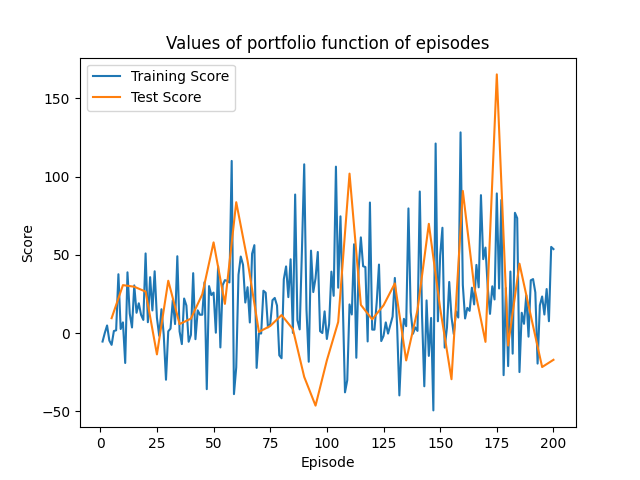 Values of portfolio function of episodes
Training Score
Test Score
150
100
50
0
−50
Score
0
25
50
75
100
125
150
175
200
Episode